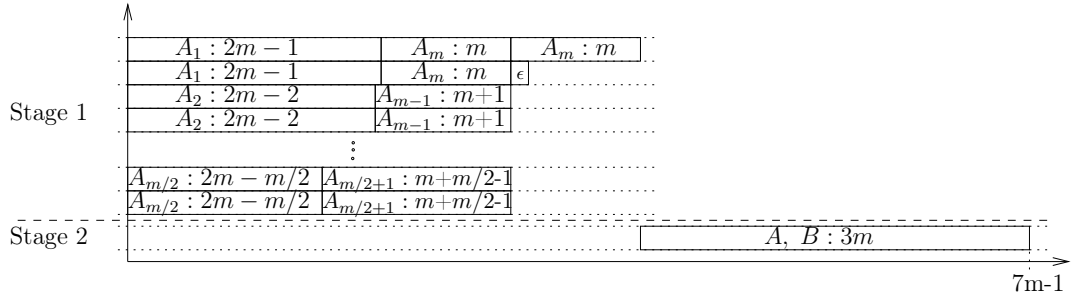 A_1 : 2m − 1 A_m : m A_m : m
A_1 : 2m − 1 A_m : m ϵ
A_2 : 2m − 2 A_{m−1} : m+1
Stage 1
A_2 : 2m − 2 A_{m−1} : m+1
⋮
A_{m/2} : 2m − m/2 A_{m/2+1} : m+m/2-1
A_{m/2} : 2m − m/2 A_{m/2+1} : m+m/2-1
Stage 2 A, B : 3m
7m-1